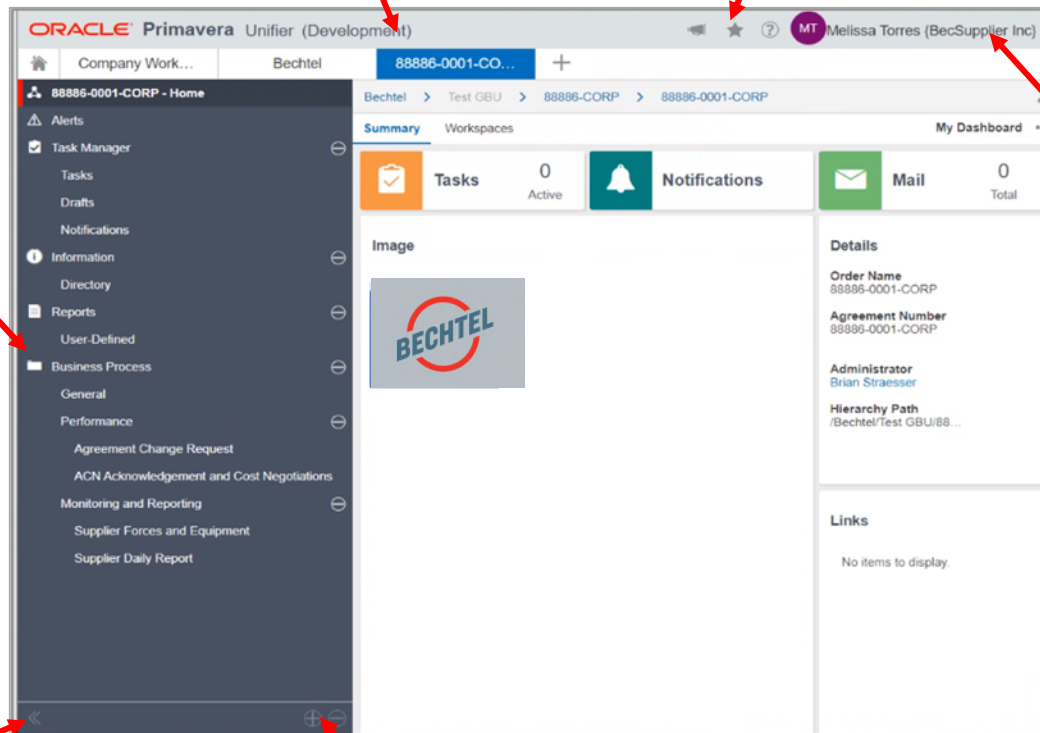 ORACLE Primavera Unifier (Development)
MT Melissa Torres (BecSupplier Inc)
Company Work... Bechtel 88886-0001-CO...
88886-0001-CORP - Home
Bechtel > Test GBU > 88886-CORP > 88886-0001-CORP
Alerts
Summary Workspaces My Dashboard
Task Manager
Tasks
Drafts
Notifications
Information
Directory
Reports
User-Defined
Business Process
General
Performance
Agreement Change Request
ACN Acknowledgement and Cost Negotiations
Monitoring and Reporting
Supplier Forces and Equipment
Supplier Daily Report
Tasks 0 Active
Notifications
Mail 0 Total
Image
BECHTEL
Details
Order Name
88886-0001-CORP
Agreement Number
88886-0001-CORP
Administrator
Brian Straesser
Hierarchy Path
/Bechtel/Test GBU/88...
Links
No items to display.